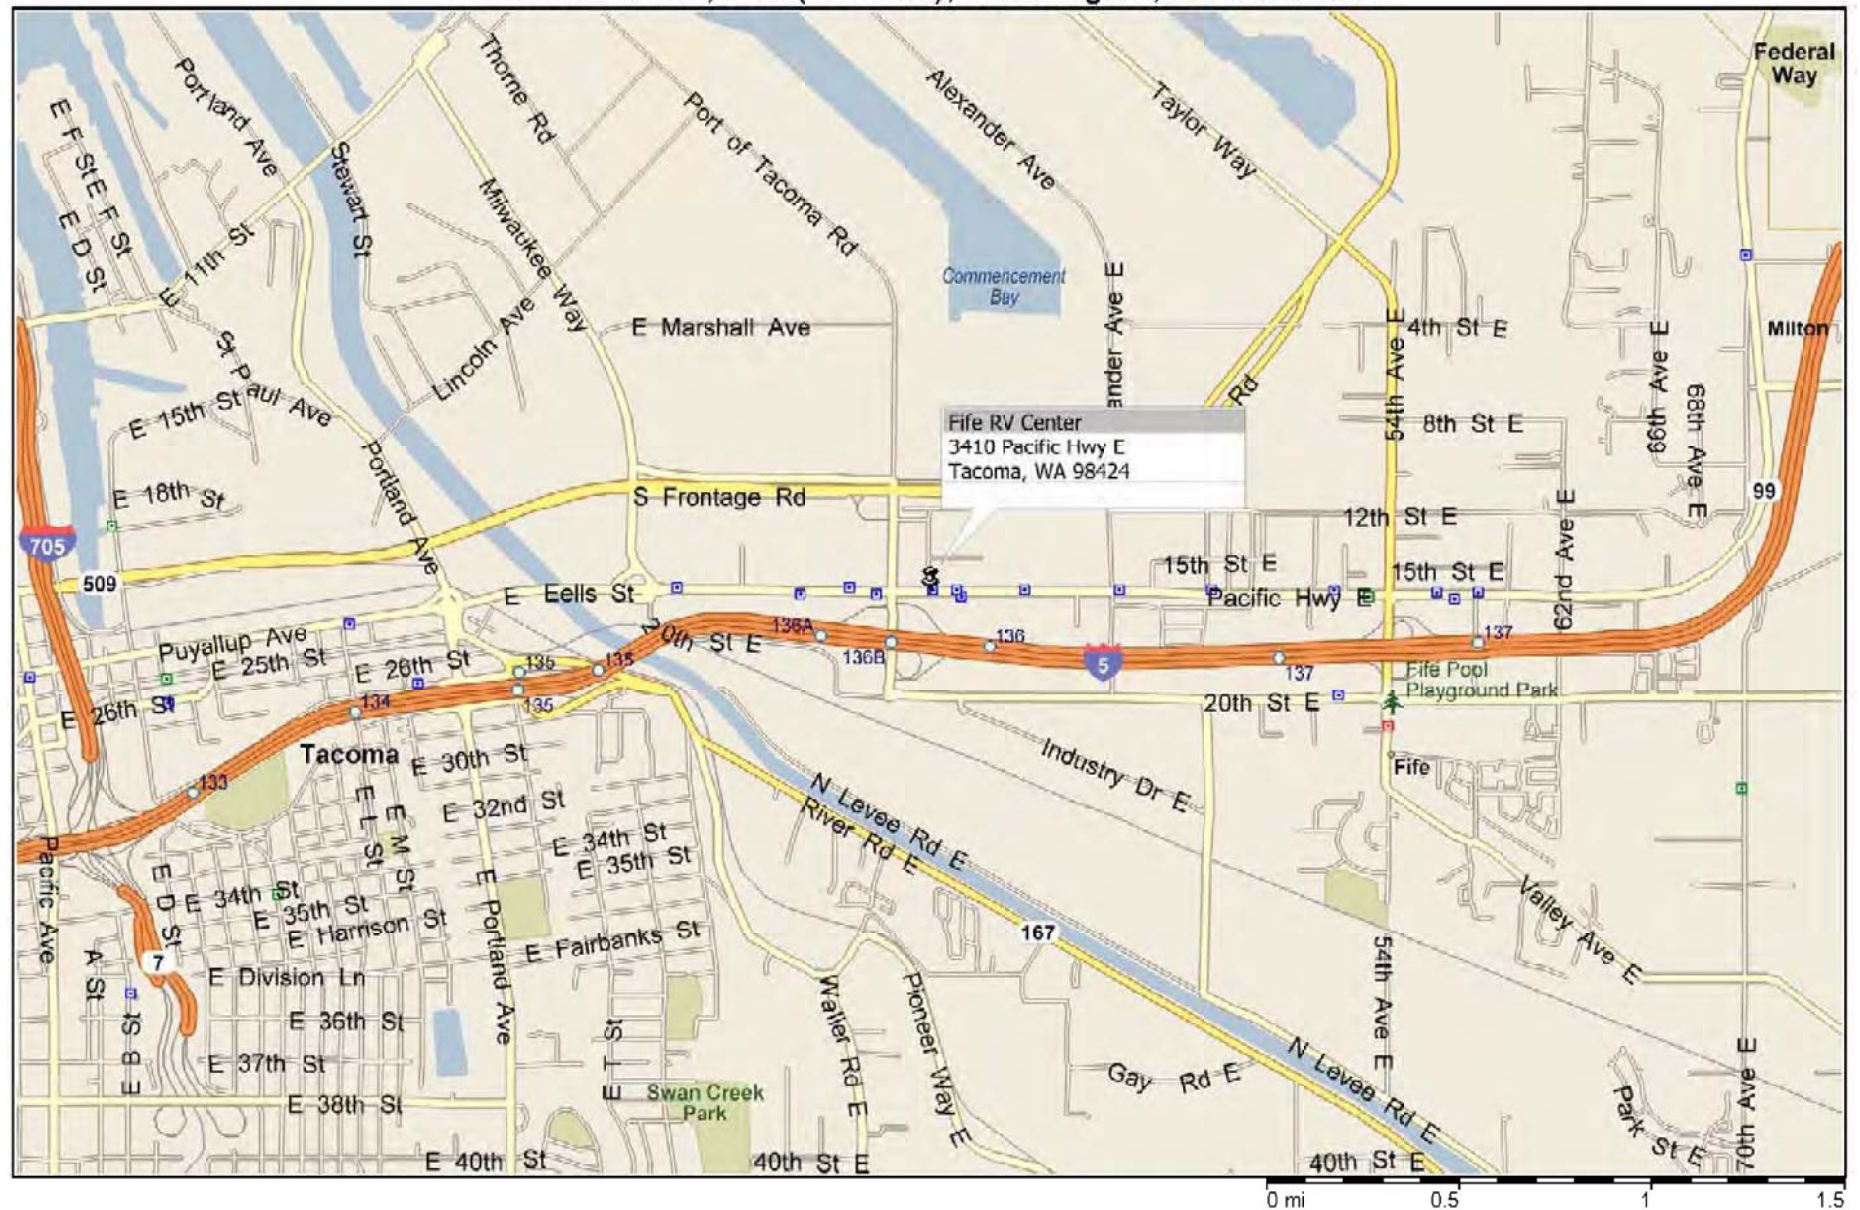 Federal
Way
Portland Ave
Thorne Rd
Port of Tacoma Rd
Alexander Ave
Taylor Way
E F St
E F St
E D St
Stewart St
Milwaukee Way
11th St
E
Commencement
Bay
ander Ave E
E Marshall Ave
4th St E
54th Ave E
66th Ave E
68th Ave E
Milton
Lincoln Ave
St Paul Ave
E 15th St
Rd
Fife RV Center
3410 Pacific Hwy E
Tacoma, WA 98424
8th St E
Portland Ave
E 18th St
S Frontage Rd
12th St E
99
62nd Ave E
705
509
15th St E
15th St E
E Eells St
Pacific Hwy E
Puyallup Ave
E 25th St
E 26th St
20th St E
136A
136B
136
5
137
137
135
135
135
134
133
E 26th St
Fife Pool
Playground Park
20th St E
Tacoma
E 30th St
Industry Dr E
Fife
E L St
E M St
E 32nd St
N Levee Rd E
River Rd E
E 34th St
E 35th St
Pacific Ave
E D St
E 34th St
E 35th St
E Harrison St
E Portland Ave
E Fairbanks St
167
Valley Ave E
7
A St
E Division Ln
54th Ave E
Waller Rd E
Pioneer Way E
E B St
E 36th St
E T St
E 37th St
Gay Rd E
N Levee Rd E
Swan Creek
Park
E 38th St
Park St E
70th Ave E
E 40th St
40th St E
40th St E
0 mi 0.5 1 1.5